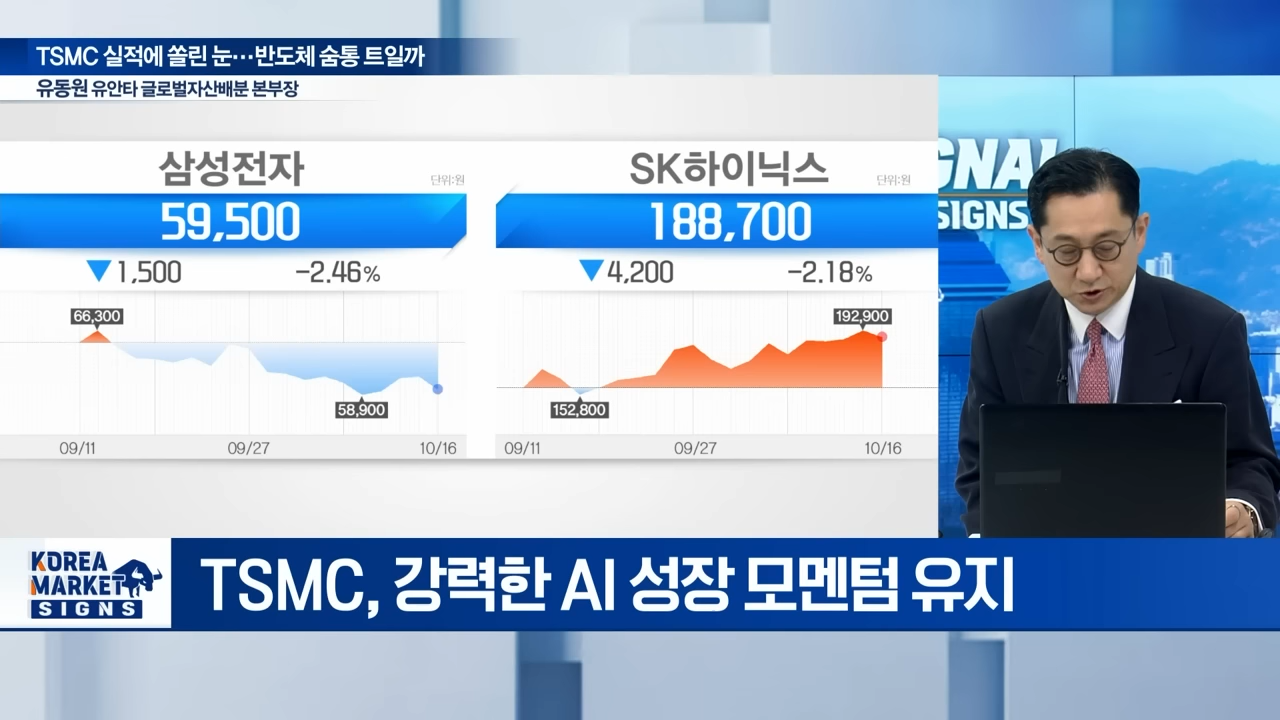 TSMC 실적에 쏠린 눈…반도체 숨통 트일까
유동원 유안타 글로벌자산배분 본부장
삼성전자
단위:원
59,500
▼1,500 -2.46%
66,300
58,900
09/11 09/27 10/16
SK하이닉스
단위:원
188,700
▼4,200 -2.18%
192,900
152,800
09/11 09/27 10/16
GNAL
SIGNS
KOREA
MARKET
SIGNS
TSMC, 강력한 AI 성장 모멘텀 유지